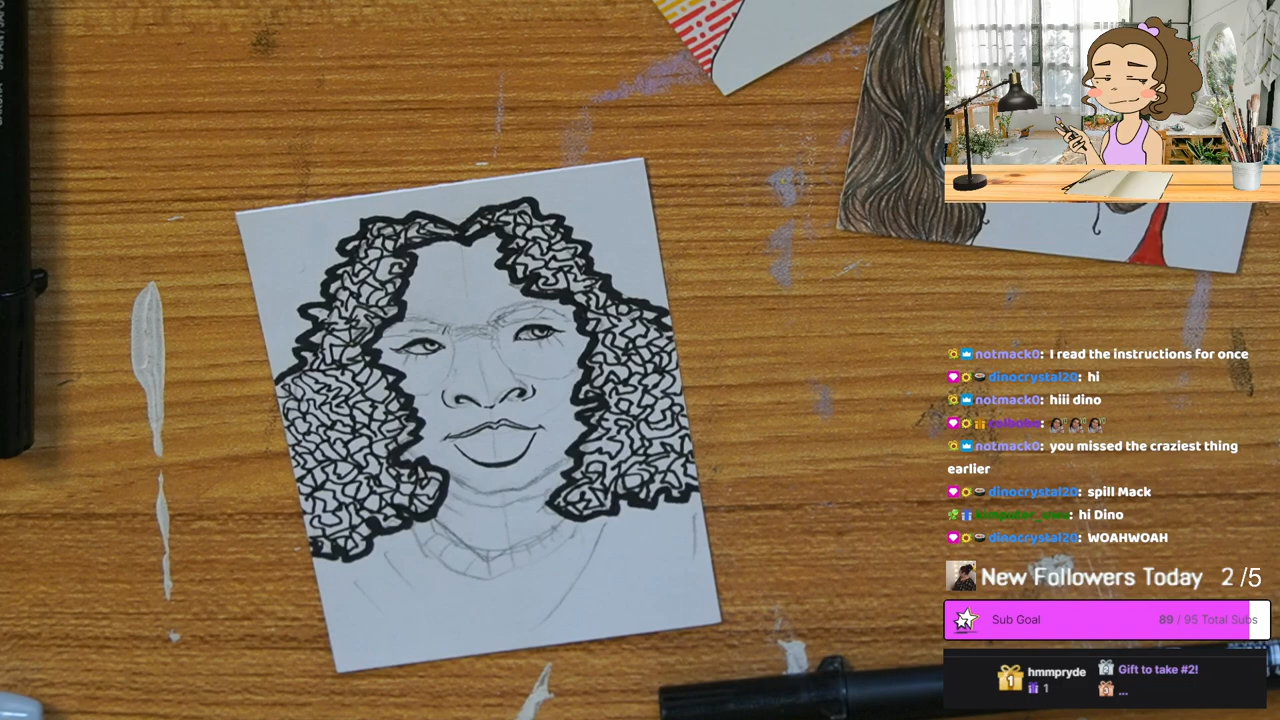 notmack0: I read the instructions for once
dinocrystal20: hi
notmack0: hiii dino
notmack0: you missed the craziest thing
earlier
dinocrystal20: spill Mack
hi Dino
dinocrystal20: WOAHWOAH
New Followers Today 2 /5
Sub Goal 89 / 95 Total Subs
hmmpryde
1
1
Gift to take #2!
...